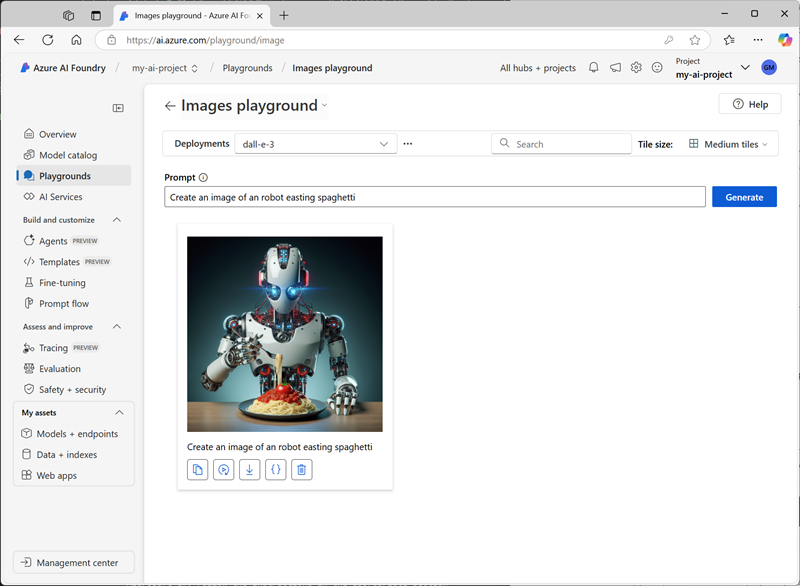 Images playground - Azure AI Fo
https://ai.azure.com/playground/image
Azure AI Foundry / my-ai-project / Playgrounds / Images playground
All hubs + projects
Project
my-ai-project
GM
Images playground
Help
Overview
Model catalog
Playgrounds
AI Services
Build and customize
Agents PREVIEW
Templates PREVIEW
Fine-tuning
Prompt flow
Assess and improve
Tracing PREVIEW
Evaluation
Safety + security
My assets
Models + endpoints
Data + indexes
Web apps
Management center
Deployments dall-e-3 Search Tile size: Medium tiles
Prompt
Create an image of an robot easting spaghetti
Generate
Create an image of an robot easting spaghetti